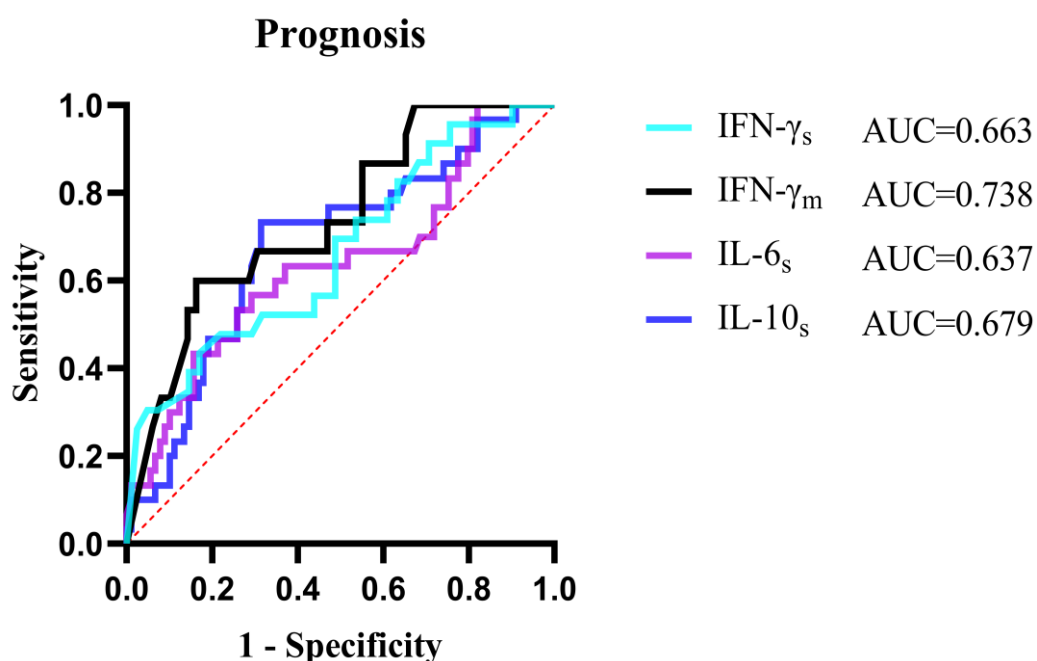 Prognosis
1.0
0.8
0.6
0.4
0.2
0.0
Sensitivity
0.0 0.2 0.4 0.6 0.8 1.0
1 - Specificity
IFN-γs AUC=0.663
IFN-γm AUC=0.738
IL-6s AUC=0.637
IL-10s AUC=0.679